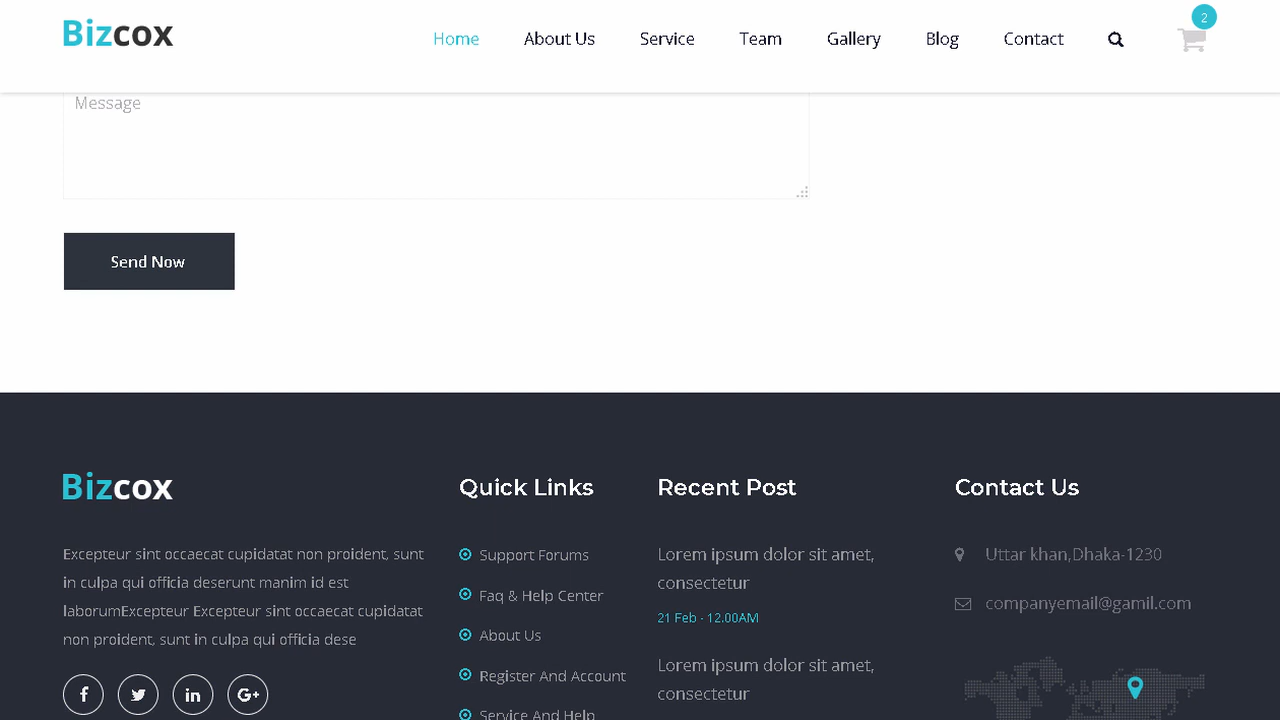 Bizcox
Home About Us Service Team Gallery Blog Contact
2
Message
Send Now
Bizcox
Excepteur sint occaecat cupidatat non proident, sunt
in culpa qui officia deserunt manim id est
laborumExcepteur Excepteur sint occaecat cupidatat
non proident, sunt in culpa qui officia dese
Quick Links
Support Forums
Faq & Help Center
About Us
Register And Account
Service And Help
Recent Post
Lorem ipsum dolor sit amet,
consectetur
21 Feb - 12.00AM
Lorem ipsum dolor sit amet,
consectetur
Contact Us
Uttar khan,Dhaka-1230
companyemail@gamil.com